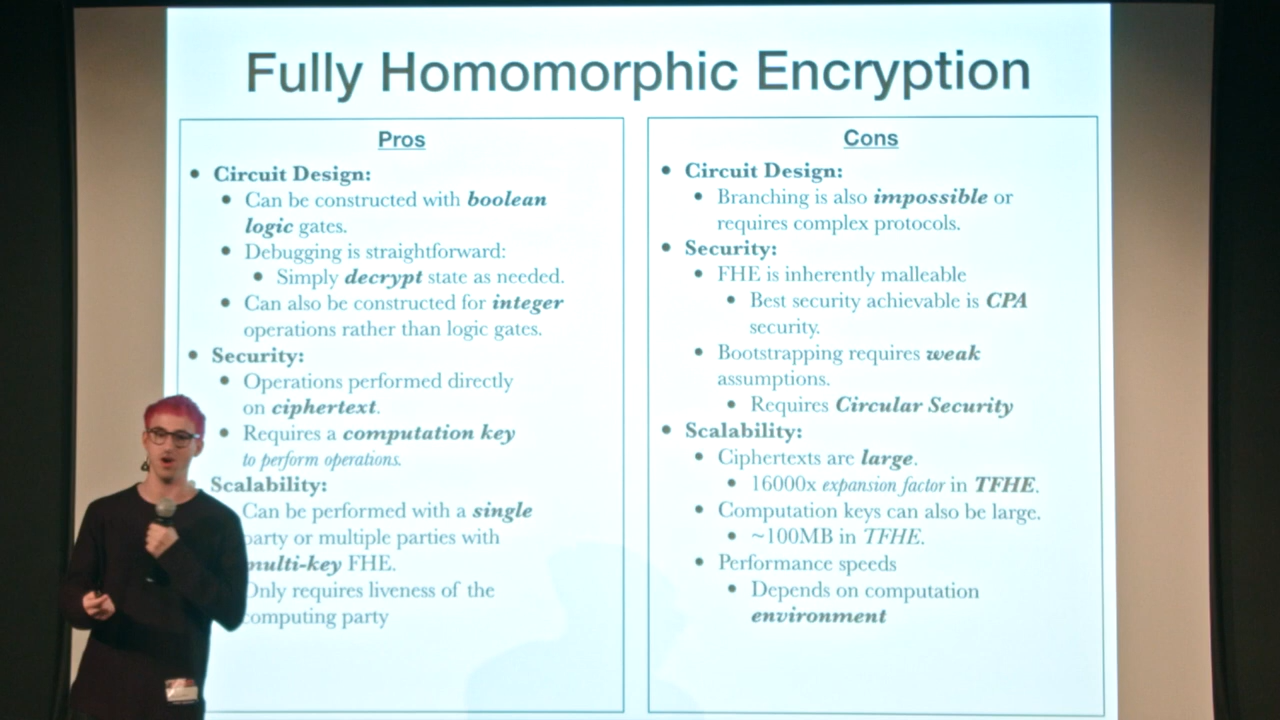 Fully Homomorphic Encryption
Pros
• Circuit Design:
• Can be constructed with boolean
logic gates.
• Debugging is straightforward:
• Simply decrypt state as needed.
• Can also be constructed for integer
operations rather than logic gates.
• Security:
• Operations performed directly
on ciphertext.
• Requires a computation key
to perform operations.
Scalability:
Can be performed with a single
party or multiple parties with
multi-key FHE.
Only requires liveness of the
computing party
Cons
• Circuit Design:
• Branching is also impossible or
requires complex protocols.
• Security:
• FHE is inherently malleable
• Best security achievable is CPA
security.
• Bootstrapping requires weak
assumptions.
• Requires Circular Security
• Scalability:
• Ciphertexts are large.
• 16000x expansion factor in TFHE.
• Computation keys can also be large.
• ~100MB in TFHE.
• Performance speeds
• Depends on computation
environment